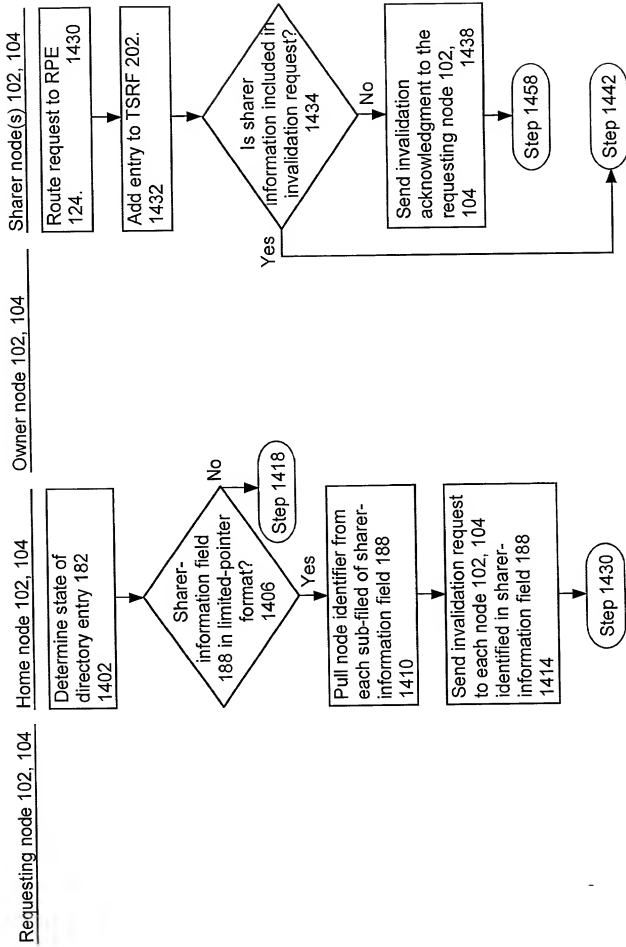 Requesting node 102, 104
Home node 102, 104
Owner node 102, 104
Sharer node(s) 102, 104
Determine state of
directory entry 182
1402
Sharer-
information field
188 in limited-pointer
format?
1406
No
Step 1418
Yes
Pull node identifier from
each sub-filed of sharer-
information field 188
1410
Send invalidation request
to each node 102, 104
identified in sharer-
information field 188
1414
Step 1430
Route request to RPE
124. 1430
Add entry to TSRF 202.
1432
Is sharer
information included in
invalidation request?
1434
Yes
No
Send invalidation
acknowledgment to the
requesting node 102,
104 1438
Step 1458
Step 1442